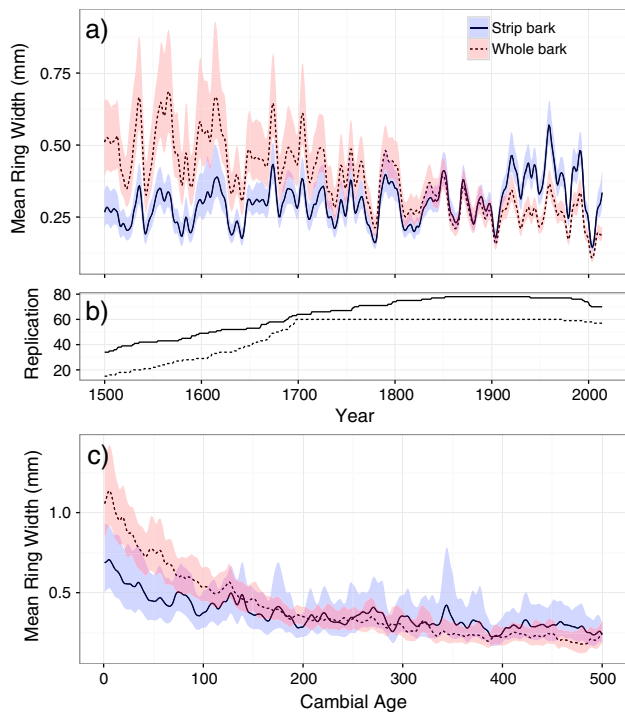 a)
Strip bark
Whole bark
Mean Ring Width (mm)
0.75
0.50
0.25
b)
Replication
80
60
40
20
1500 1600 1700 1800 1900 2000
Year
c)
Mean Ring Width (mm)
1.0
0.5
0 100 200 300 400 500
Cambial Age